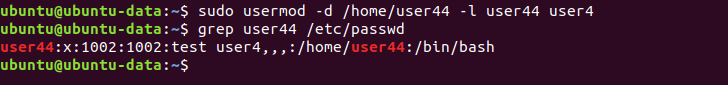 ubuntu@ubuntu-data:~$ sudo usermod -d /home/user44 -l user44 user4
ubuntu@ubuntu-data:~$ grep user44 /etc/passwd
user44:x:1002:1002:test user4,,,:/home/user44:/bin/bash
ubuntu@ubuntu-data:~$